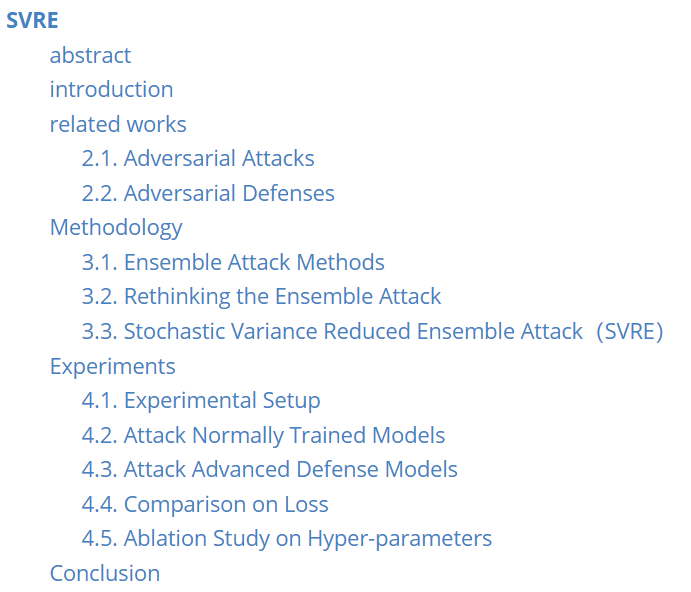 SVRE
abstract
introduction
related works
2.1. Adversarial Attacks
2.2. Adversarial Defenses
Methodology
3.1. Ensemble Attack Methods
3.2. Rethinking the Ensemble Attack
3.3. Stochastic Variance Reduced Ensemble Attack（SVRE）
Experiments
4.1. Experimental Setup
4.2. Attack Normally Trained Models
4.3. Attack Advanced Defense Models
4.4. Comparison on Loss
4.5. Ablation Study on Hyper-parameters
Conclusion